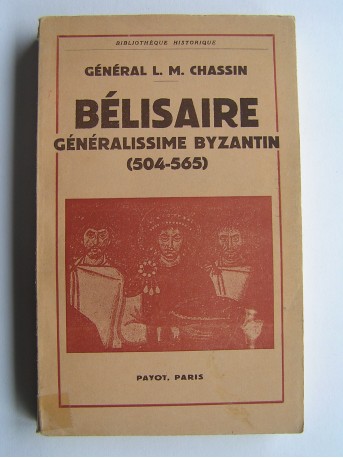 BIBLIOTHÈQUE HISTORIQUE
GÉNÉRAL L. M. CHASSIN
BÉLISAIRE
GÉNÉRALISSIME BYZANTIN
(504-565)
PAYOT, PARIS